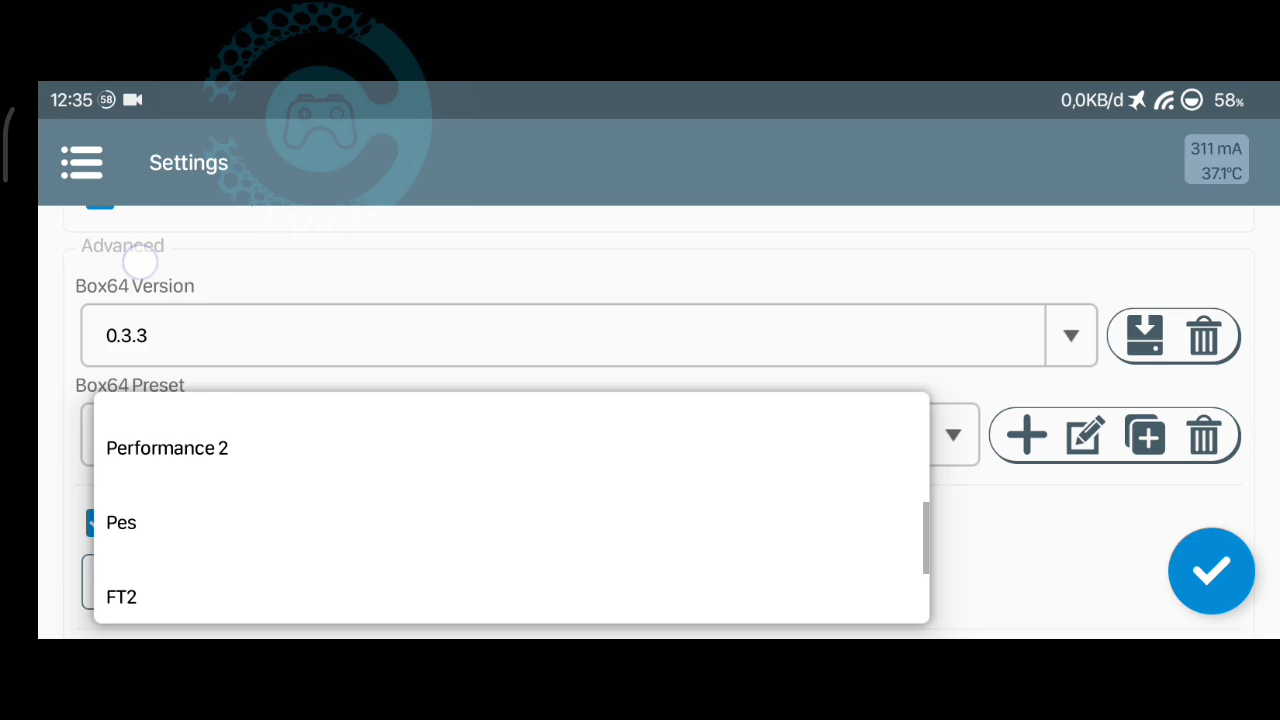 12:35 58 0,0KB/d 58%
Settings
311 mA
37.1°C
Advanced
Box64 Version
0.3.3
Box64 Preset
Performance 2
Pes
FT2